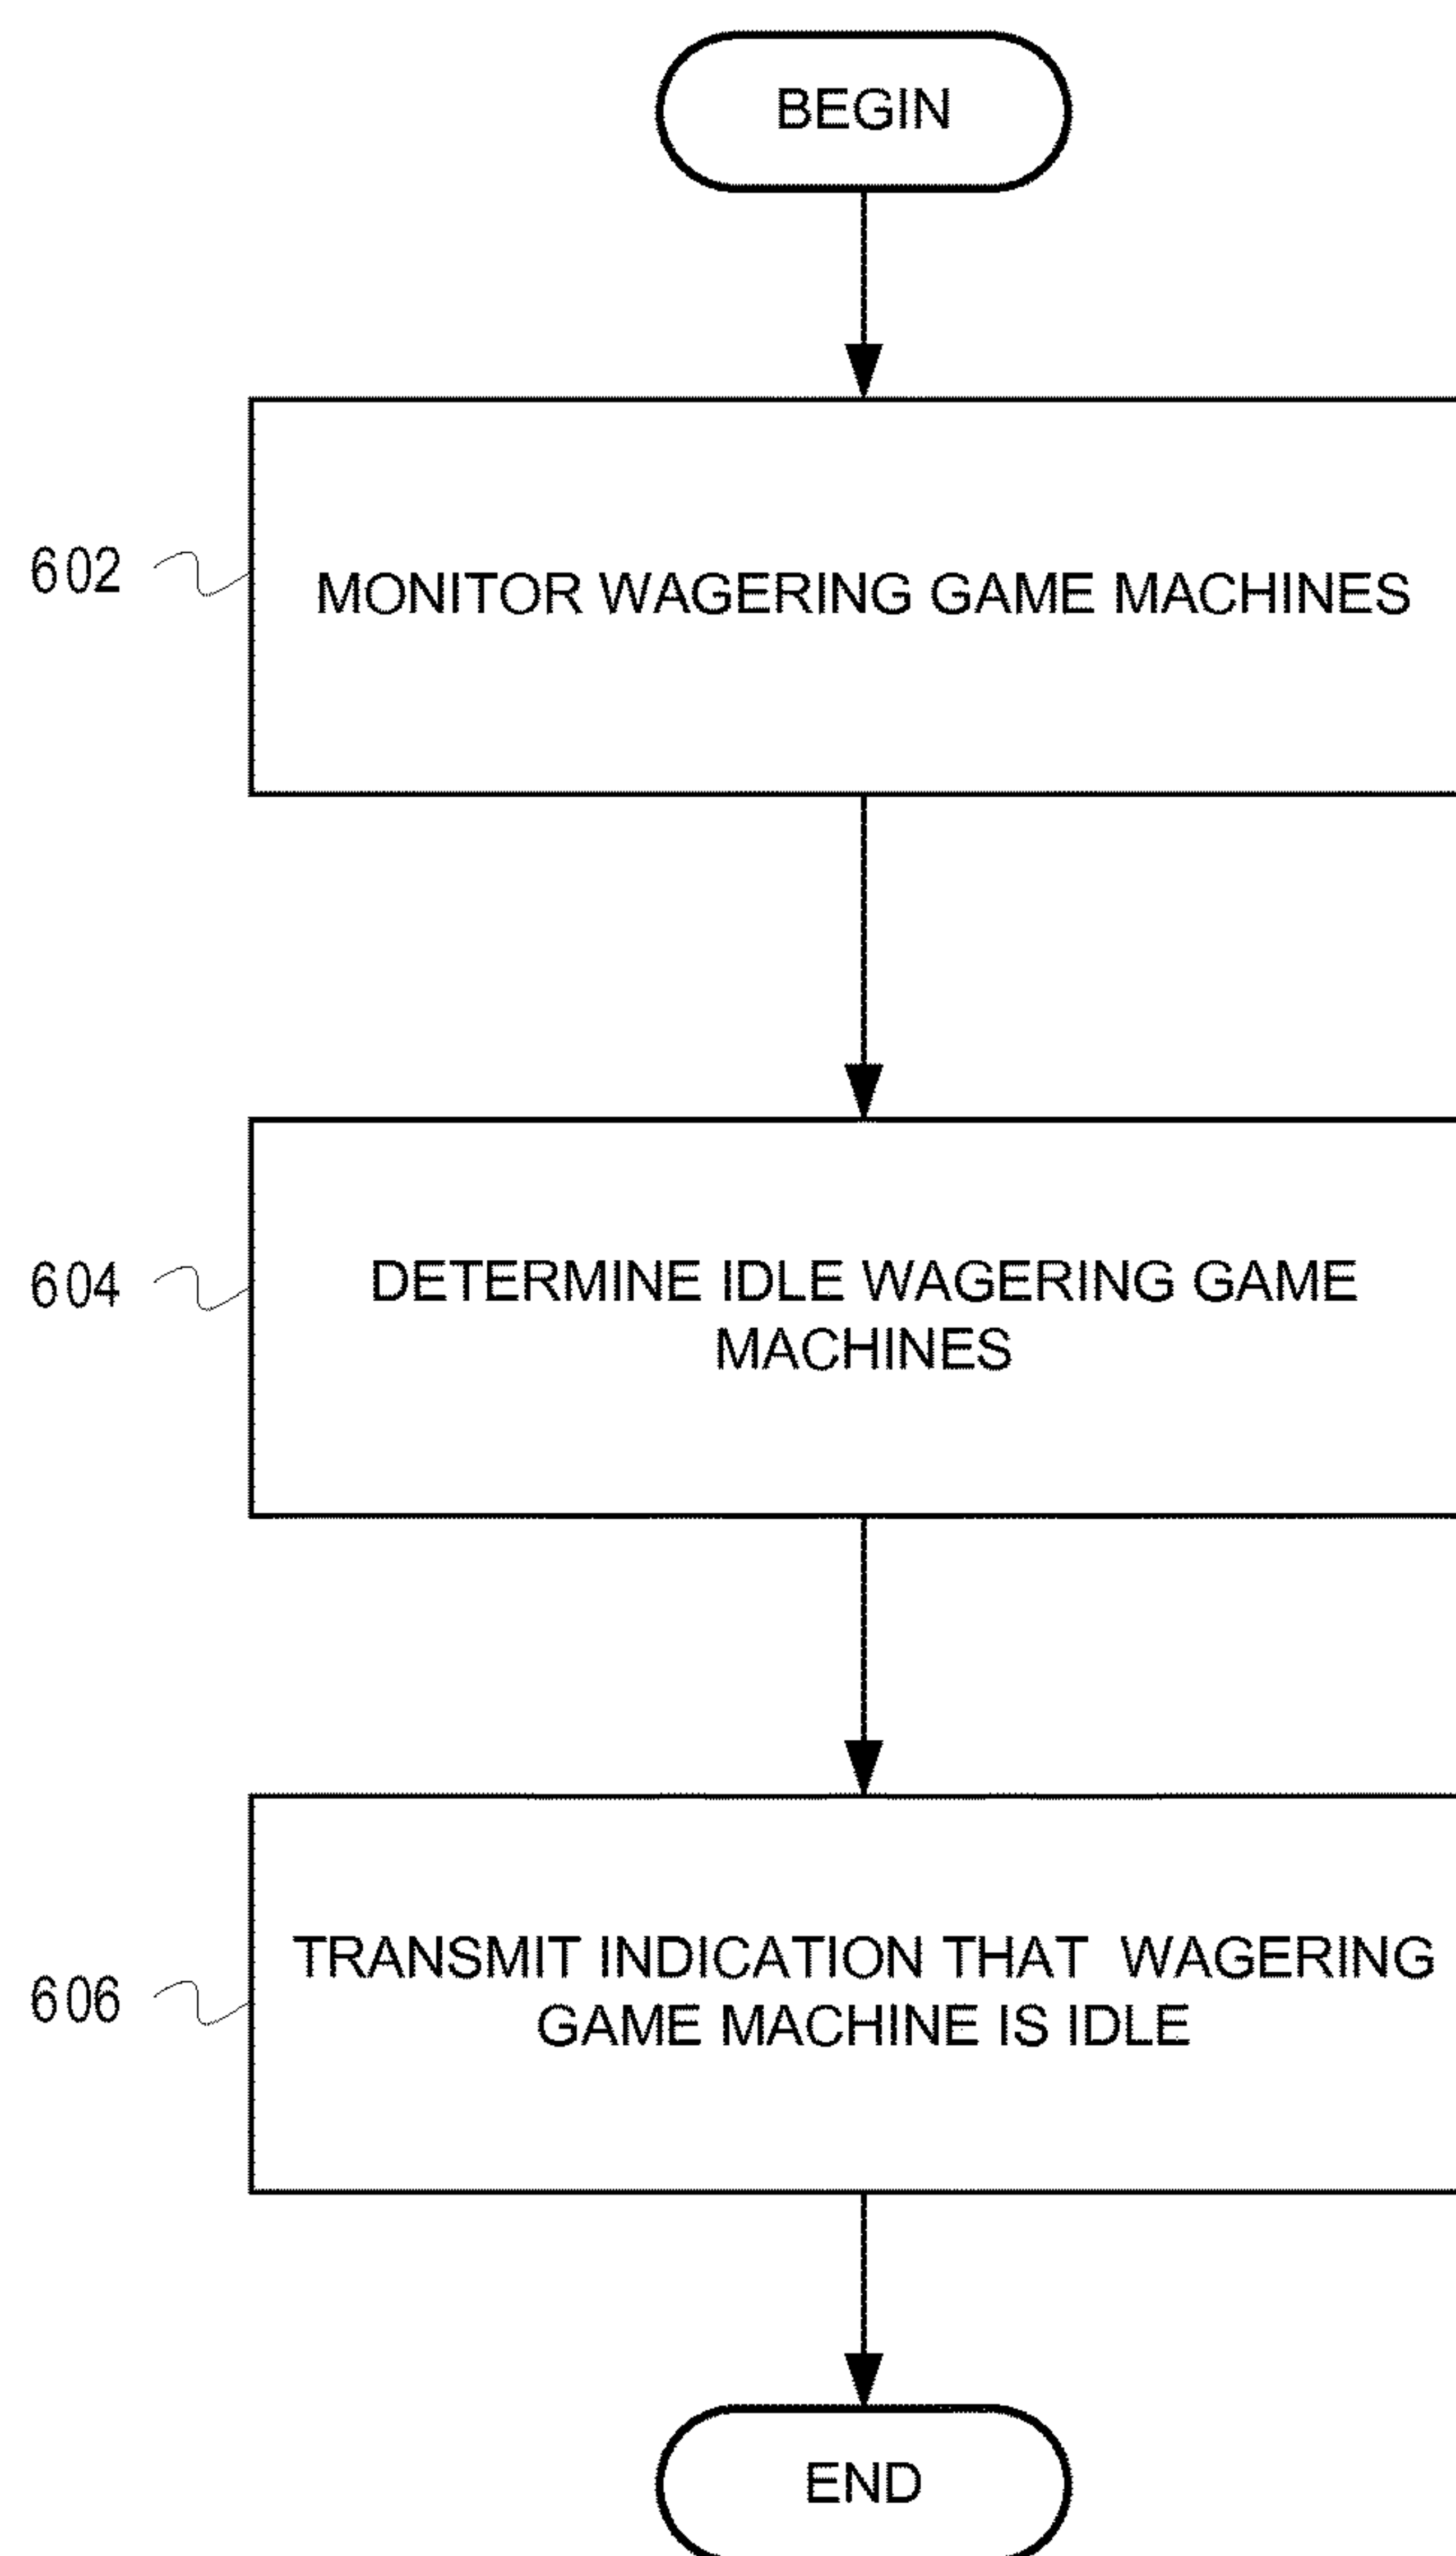 BEGIN
602
MONITOR WAGERING GAME MACHINES
604
DETERMINE IDLE WAGERING GAME
MACHINES
606
TRANSMIT INDICATION THAT WAGERING
GAME MACHINE IS IDLE
END